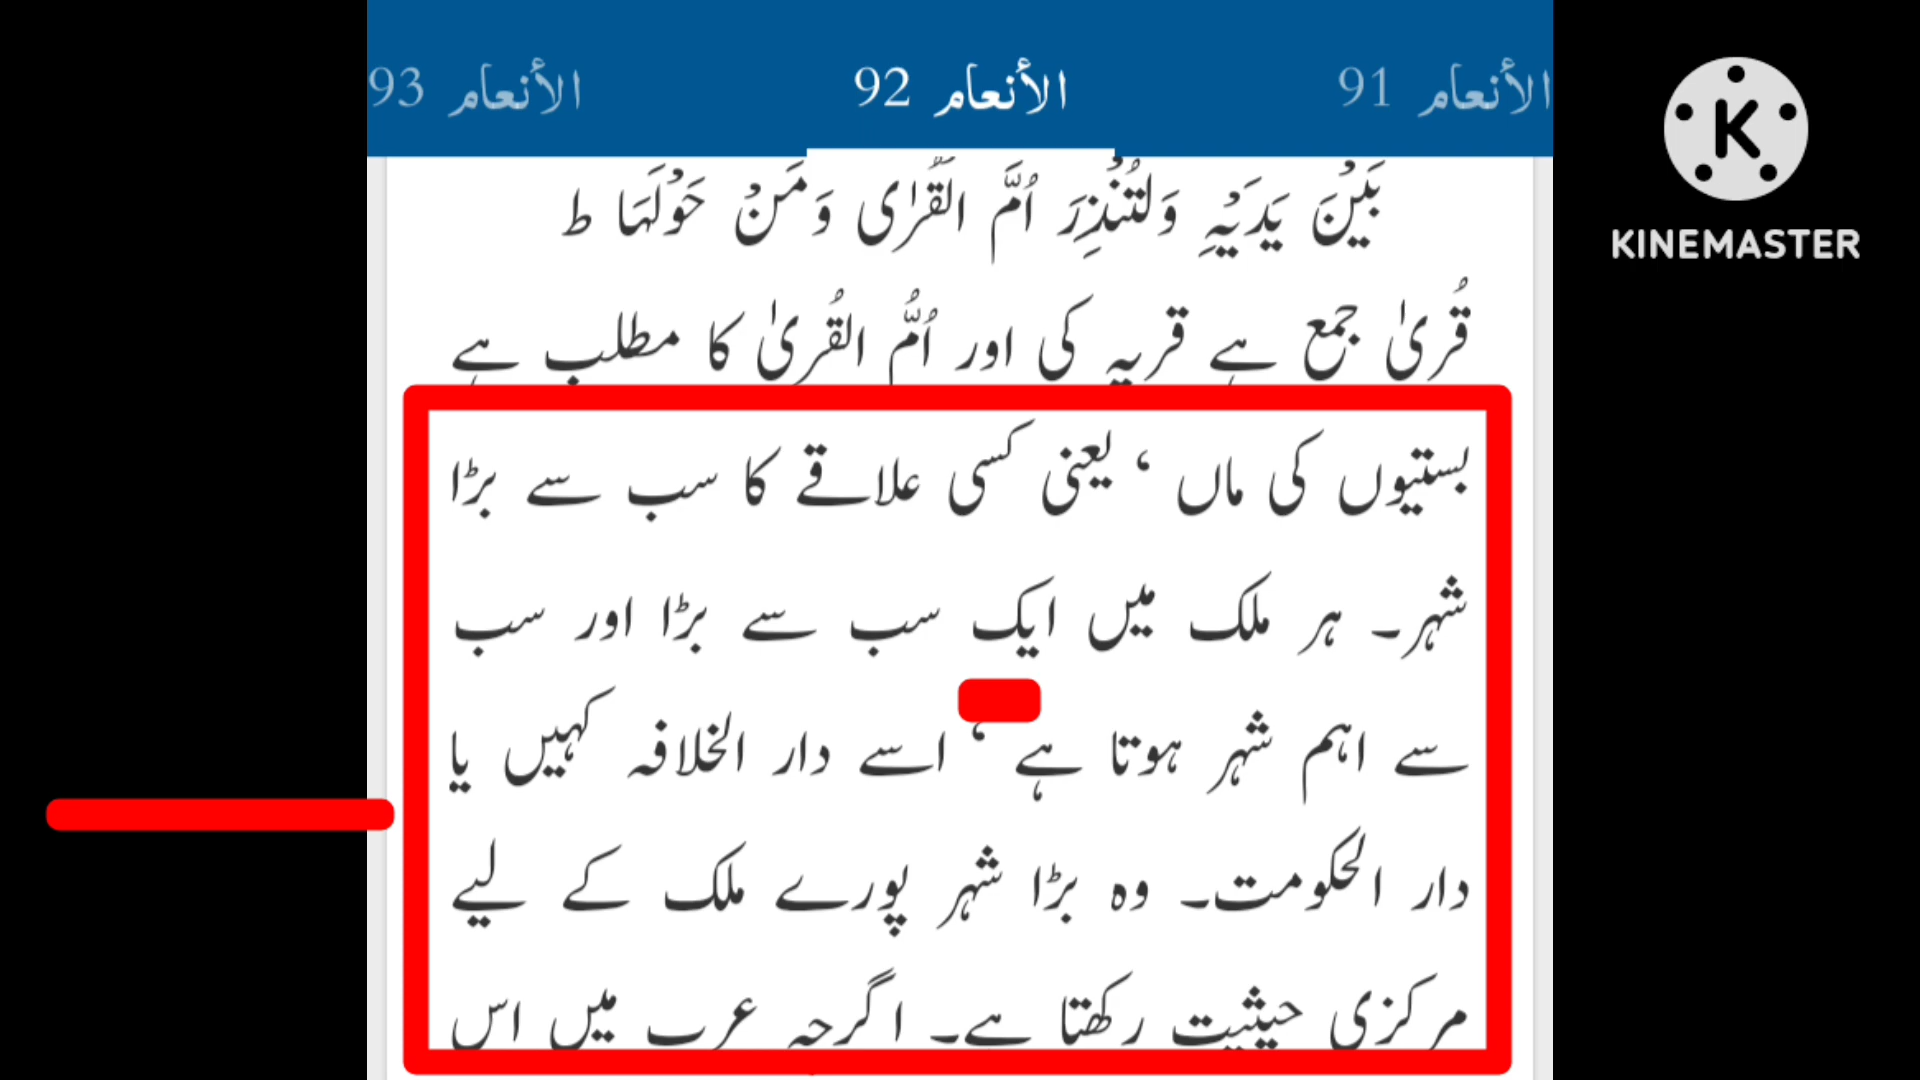 الأنعام 91
الأنعام 92
الأنعام 93
بَيْنَ يَدَيْهِ وَلِتُنْذِرَ اُمَّ الْقُرٰى وَمَنْ حَوْلَهَا ط
قُریٰ جمع ہے قریہ کی اور اُمُّ القُریٰ کا مطلب ہے
بستیوں کی ماں ‘ یعنی کسی علاقے کا سب سے بڑا
شہر۔ ہر ملک میں ایک سب سے بڑا اور سب
سے اہم شہر ہوتا ہے ‘ اسے دار الخلافہ کہیں یا
دار الحکومت۔ وہ بڑا شہر پورے ملک کے لیے
مرکزی حیثیت رکھتا ہے۔ اگرچہ عرب میں اس
K
KINEMASTER